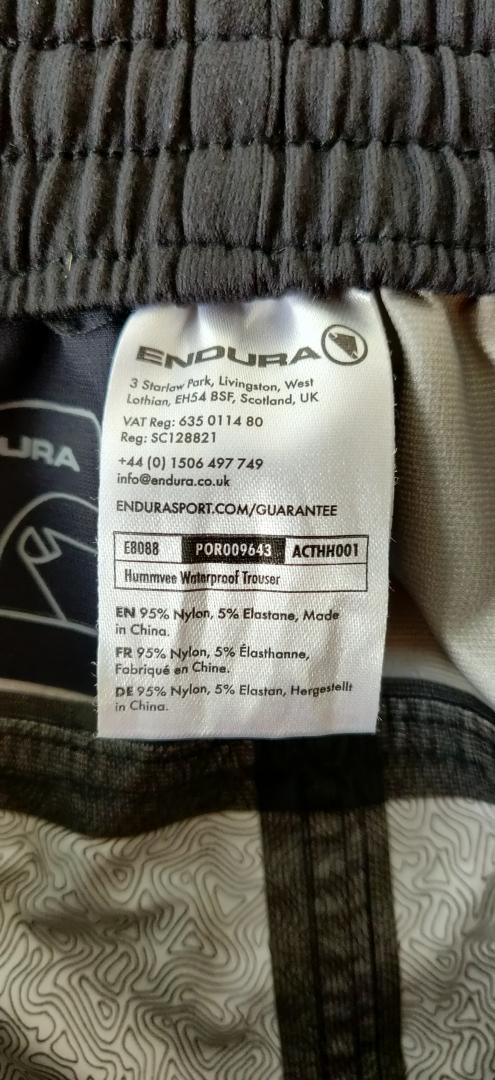 ENDURA
3 Starlaw Park, Livingston, West
Lothian, EH54 8SF, Scotland, UK
VAT Reg: 635 0114 80
Reg: SC128821
+44 (0) 1506 497 749
info@endura.co.uk
ENDURASPORT.COM/GUARANTEE
E8088 POR009643 ACTHH001
Hummvee Waterproof Trouser
EN 95% Nylon, 5% Elastane, Made
in China.
FR 95% Nylon, 5% Élasthanne,
Fabriqué en Chine.
DE 95% Nylon, 5% Elastan, Hergestellt
in China.
URA